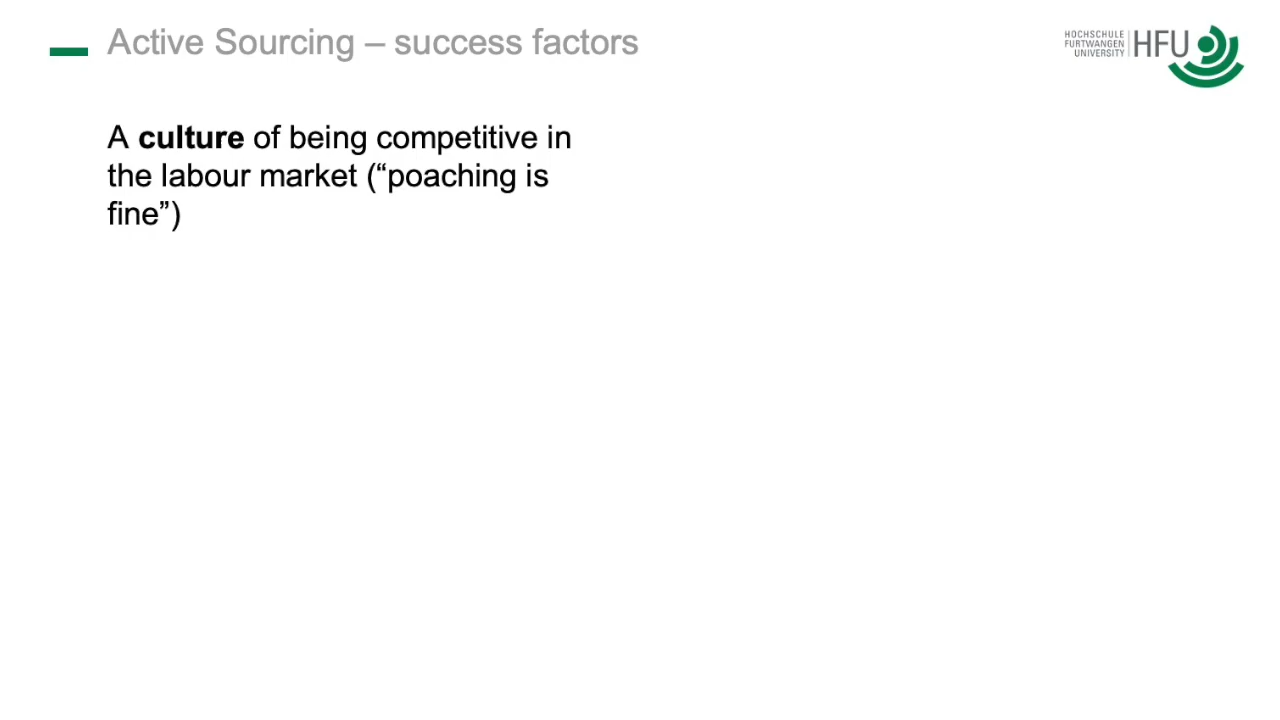 Active Sourcing – success factors
HOCHSCHULE
FURTWANGEN
UNIVERSITY
HFU
A culture of being competitive in
the labour market (“poaching is
fine”)